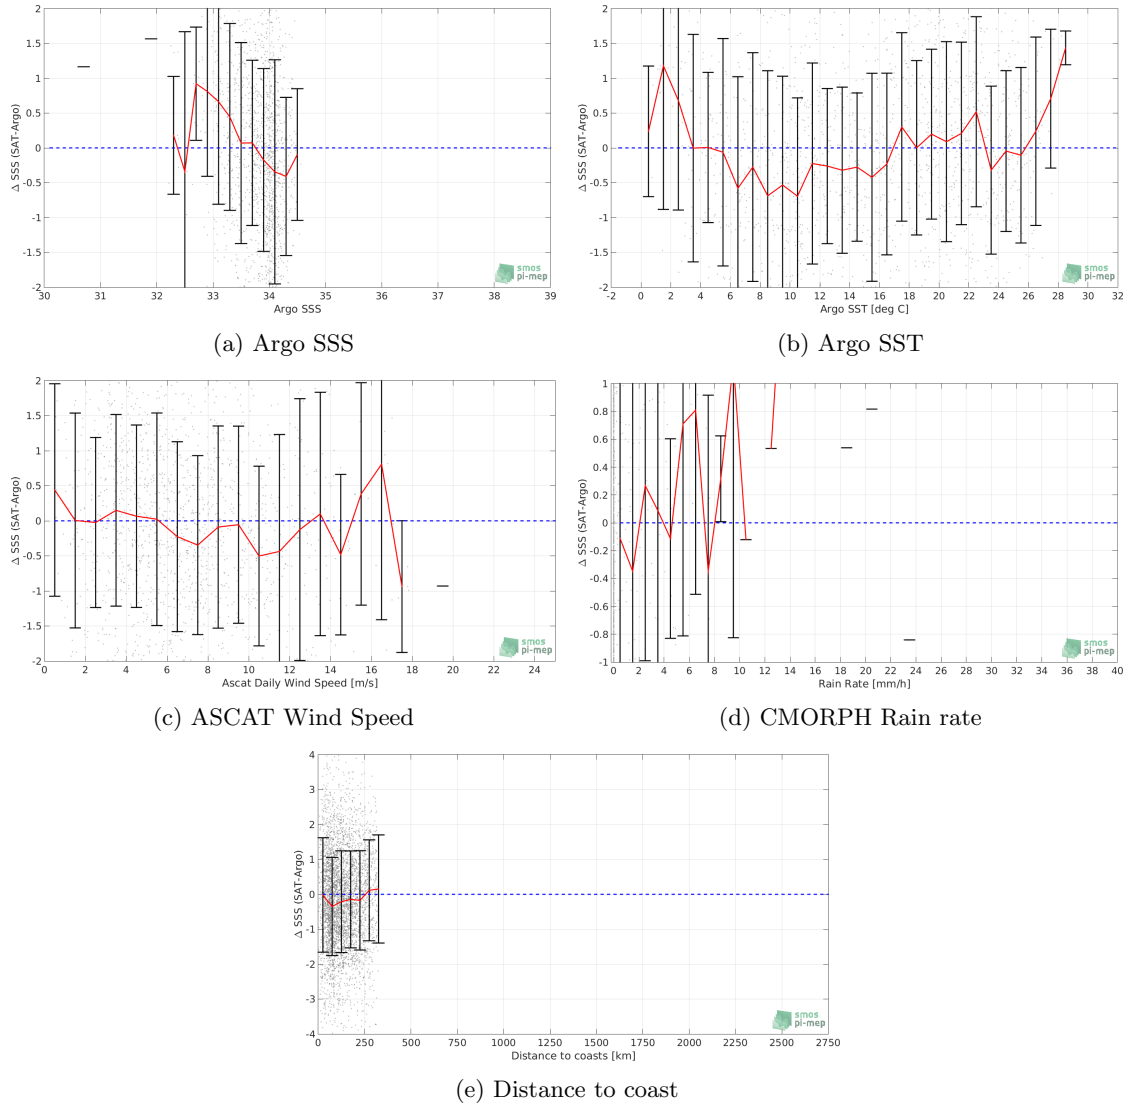 2
1.5
1
0.5
0
-0.5
-1
-1.5
-2
Δ SSS (SAT-Argo)
30 31 32 33 34 35 36 37 38 39
Argo SSS
smos
pi-mep
(a) Argo SSS
2
1.5
1
0.5
0
-0.5
-1
-1.5
-2
Δ SSS (SAT-Argo)
-2 0 2 4 6 8 10 12 14 16 18 20 22 24 26 28 30 32
Argo SST [deg C]
smos
pi-mep
(b) Argo SST
2
1.5
1
0.5
0
-0.5
-1
-1.5
-2
Δ SSS (SAT-Argo)
0 2 4 6 8 10 12 14 16 18 20 22 24
Ascat Daily Wind Speed [m/s]
smos
pi-mep
(c) ASCAT Wind Speed
1
0.8
0.6
0.4
0.2
0
-0.2
-0.4
-0.6
-0.8
-1
Δ SSS (SAT-Argo)
0 2 4 6 8 10 12 14 16 18 20 22 24 26 28 30 32 34 36 38 40
Rain Rate [mm/h]
smos
pi-mep
(d) CMORPH Rain rate
4
3
2
1
0
-1
-2
-3
-4
Δ SSS (SAT-Argo)
0 250 500 750 1000 1250 1500 1750 2000 2250 2500 2750
Distance to coasts [km]
smos
pi-mep
(e) Distance to coast